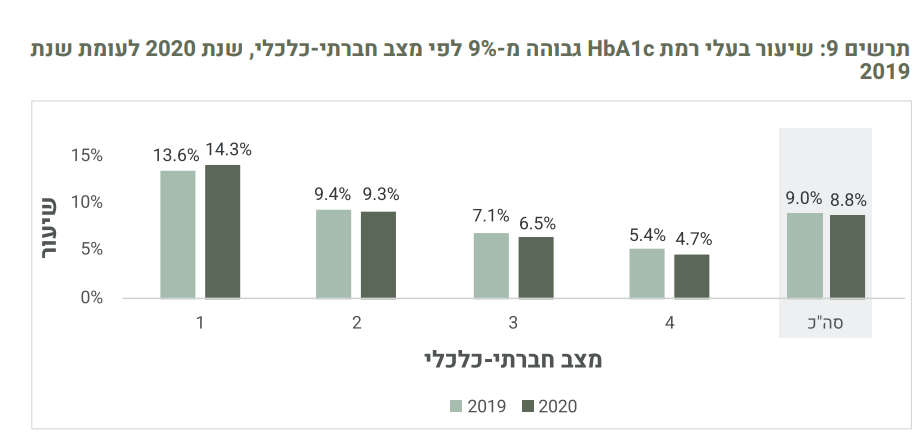 תרשים 9: שיעור בעלי רמת HbA1c גבוהה מ-9% לפי מצב חברתי-כלכלי, שנת 2020 לעומת שנת
2019
15%
10%
5%
0%
שיעור
13.6% 14.3%
9.4% 9.3%
7.1% 6.5%
5.4% 4.7%
9.0% 8.8%
1 2 3 4 סה"כ
מצב חברתי-כלכלי
2019 2020